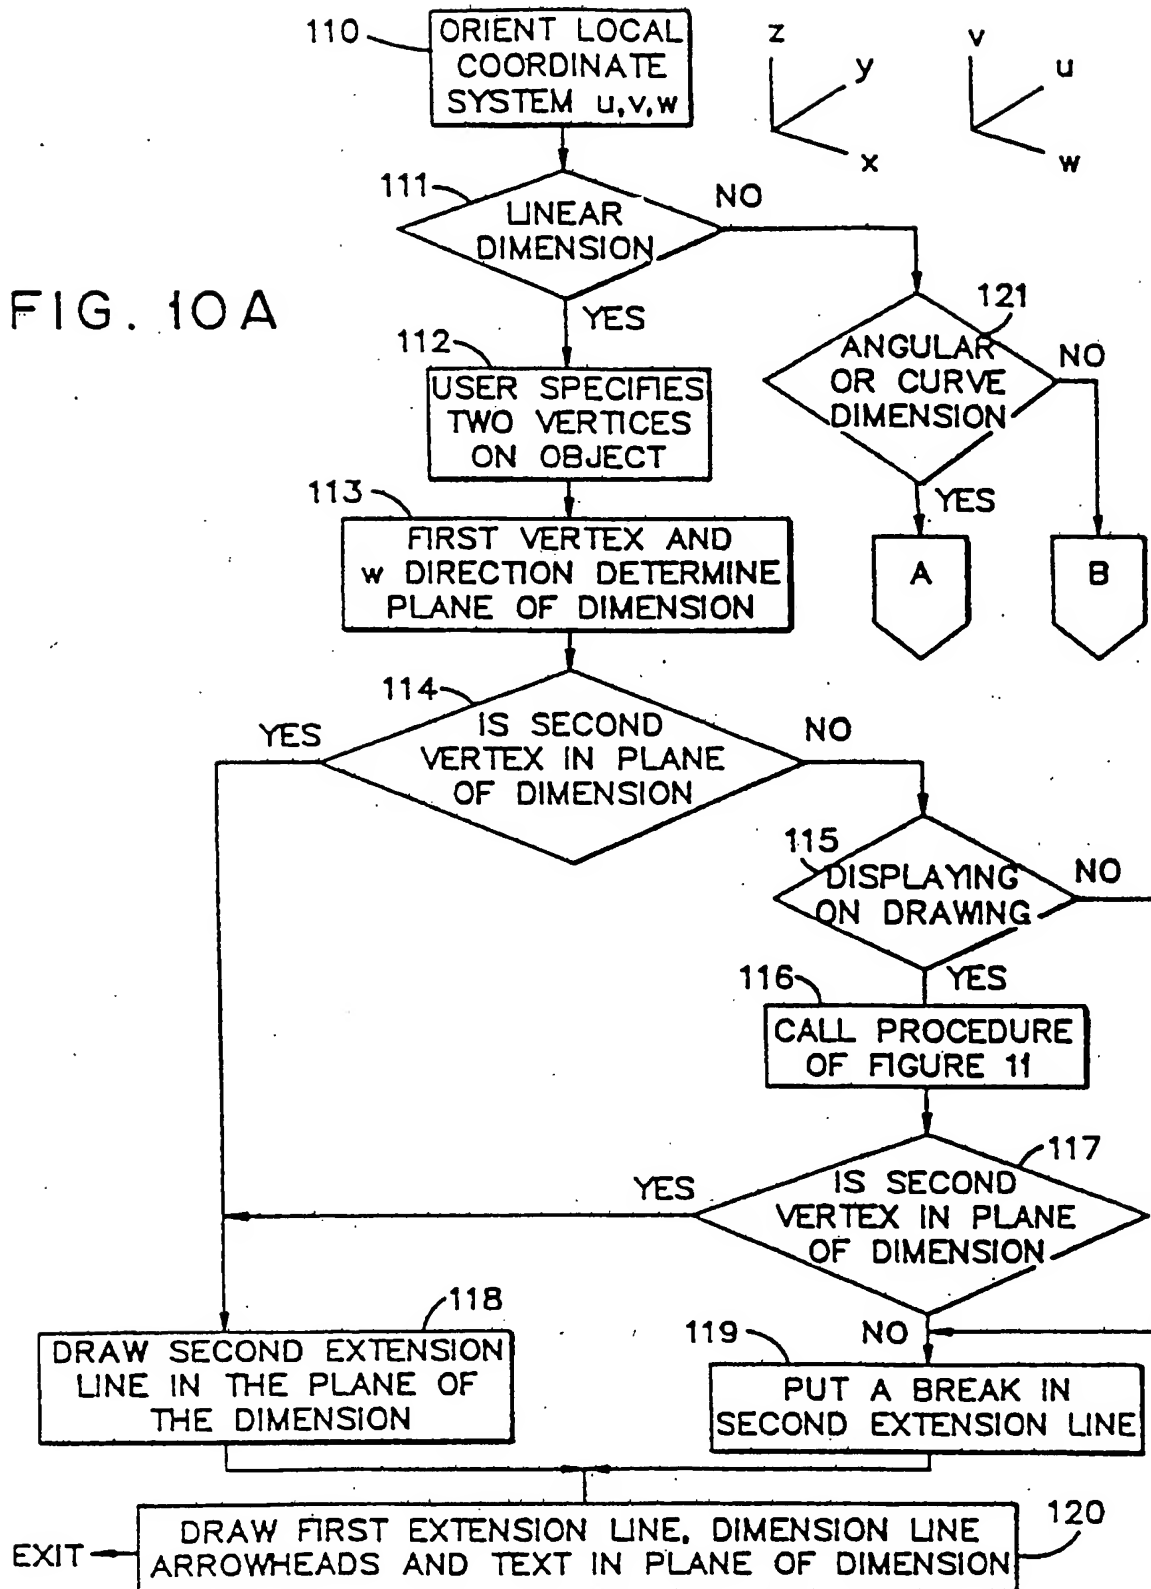 110
ORIENT LOCAL
COORDINATE
SYSTEM u,v,w
z
y
x
v
u
w
111
LINEAR
DIMENSION
NO
YES
FIG. 10A
121
ANGULAR
OR CURVE
DIMENSION
NO
YES
A
B
112
USER SPECIFIES
TWO VERTICES
ON OBJECT
113
FIRST VERTEX AND
w DIRECTION DETERMINE
PLANE OF DIMENSION
114
IS SECOND
VERTEX IN PLANE
OF DIMENSION
YES
NO
115
DISPLAYING
ON DRAWING
NO
YES
116
CALL PROCEDURE
OF FIGURE 11
117
IS SECOND
VERTEX IN PLANE
OF DIMENSION
YES
NO
118
DRAW SECOND EXTENSION
LINE IN THE PLANE OF
THE DIMENSION
119
PUT A BREAK IN
SECOND EXTENSION LINE
120
DRAW FIRST EXTENSION LINE, DIMENSION LINE
ARROWHEADS AND TEXT IN PLANE OF DIMENSION
EXIT